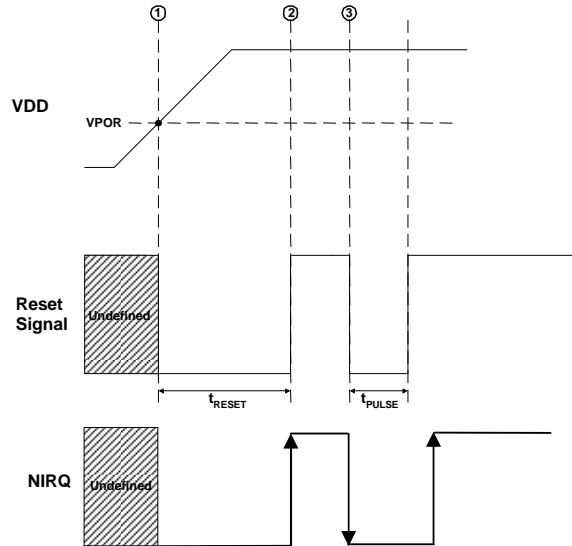 ① ② ③
VDD
VPOR
Reset
Signal
Undefined
tRESET
tPULSE
NIRQ
Undefined